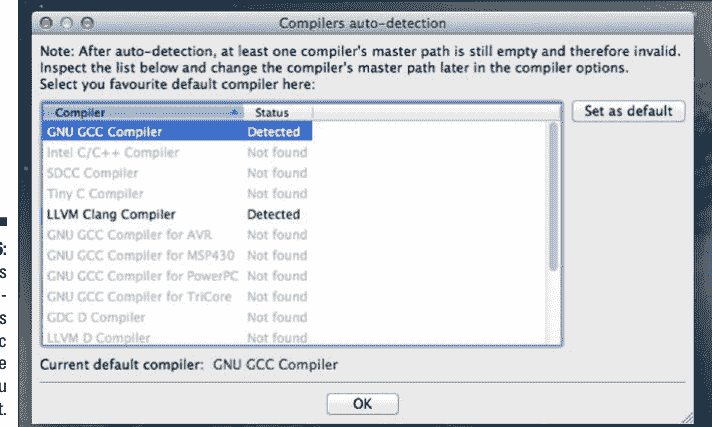 Compilers auto-detection
Note: After auto-detection, at least one compiler's master path is still empty and therefore invalid.
Inspect the list below and change the compiler's master path later in the compiler options.
Select you favourite default compiler here:
Compiler Status
Set as default
GNU GCC Compiler Detected
Intel C/C++ Compiler Not found
SDCC Compiler Not found
Tiny C Compiler Not found
LLVM Clang Compiler Detected
GNU GCC Compiler for AVR Not found
GNU GCC Compiler for MSP430 Not found
GNU GCC Compiler for PowerPC Not found
GNU GCC Compiler for TriCore Not found
GDC D Compiler Not found
LLVM D Compiler Not found
Current default compiler: GNU GCC Compiler
OK